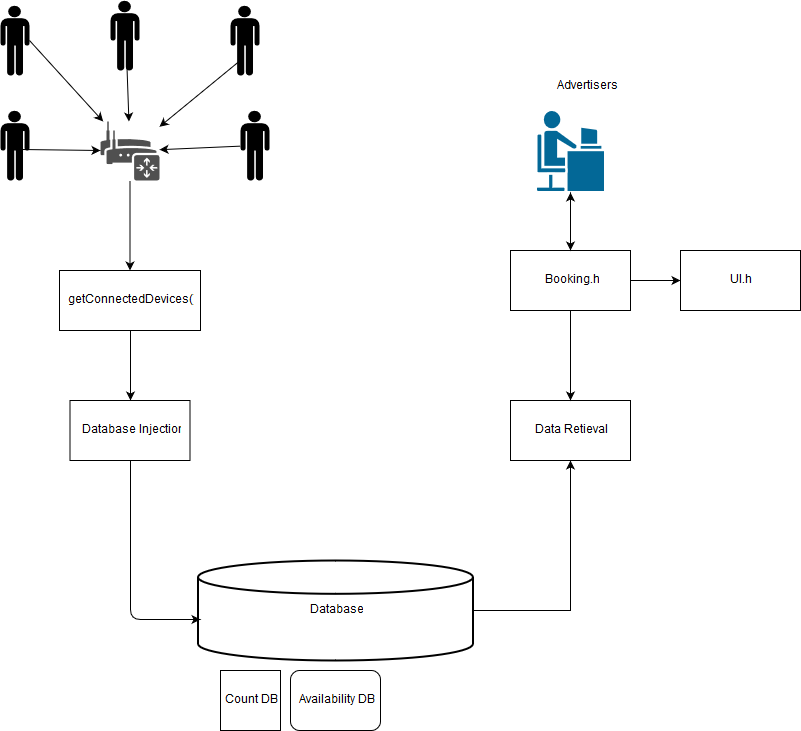 Advertisers
getConnectedDevices(
Booking.h
UI.h
Database Injection
Data Retieval
Database
Count DB
Availability DB